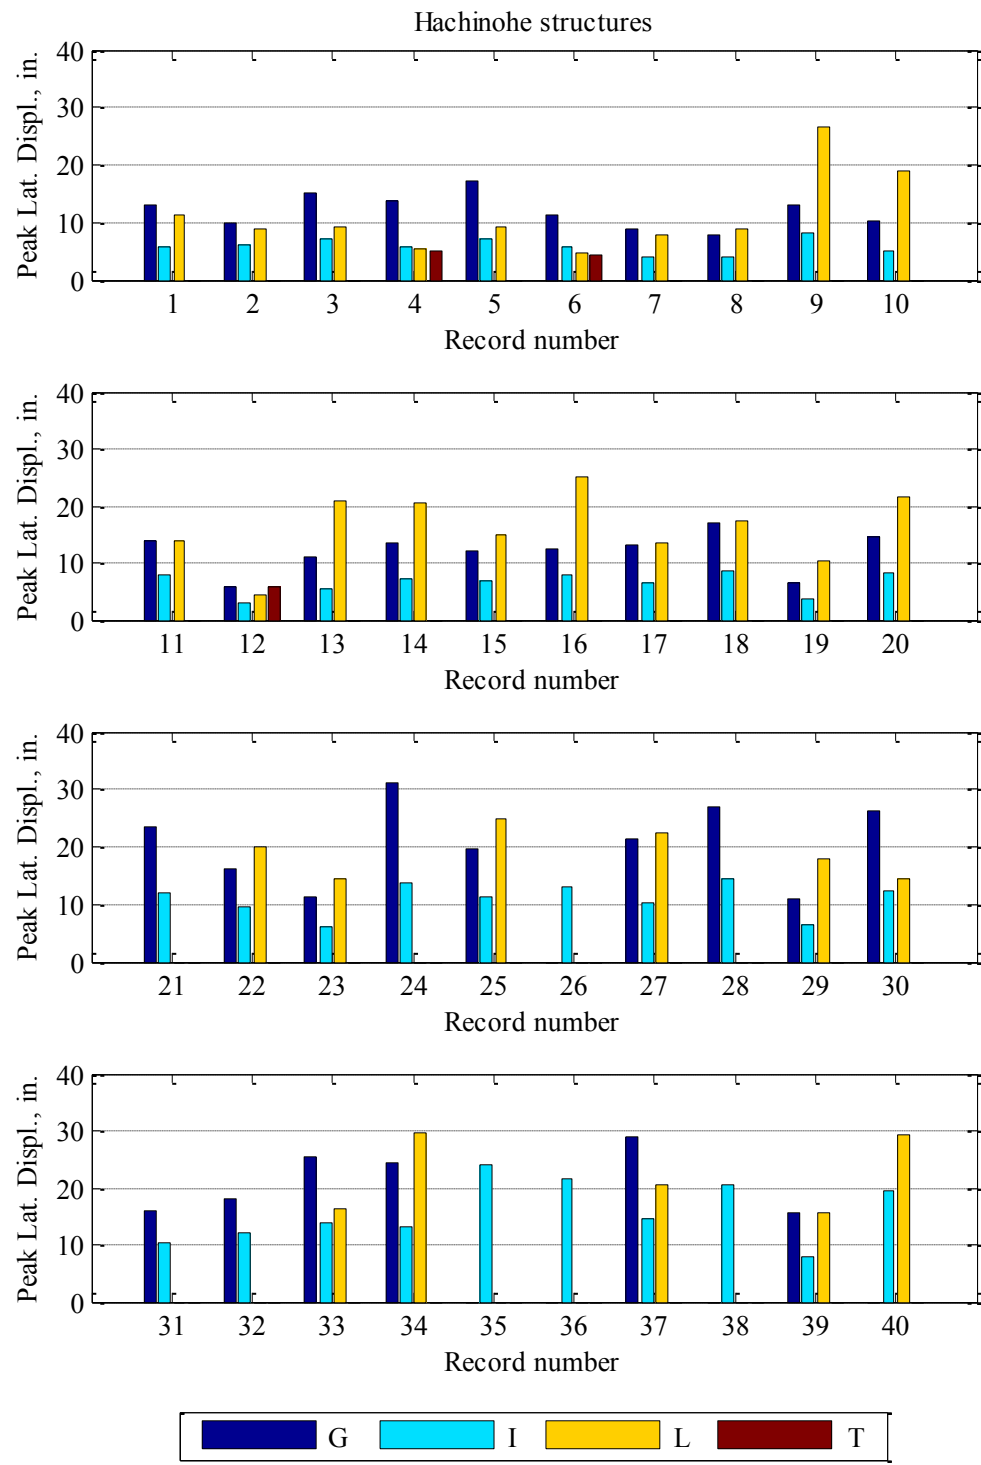 Hachinohe structures
Peak Lat. Displ., in.
40
30
20
10
0
1 2 3 4 5 6 7 8 9 10
Record number
Peak Lat. Displ., in.
40
30
20
10
0
11 12 13 14 15 16 17 18 19 20
Record number
Peak Lat. Displ., in.
40
30
20
10
0
21 22 23 24 25 26 27 28 29 30
Record number
Peak Lat. Displ., in.
40
30
20
10
0
31 32 33 34 35 36 37 38 39 40
Record number
G I L T